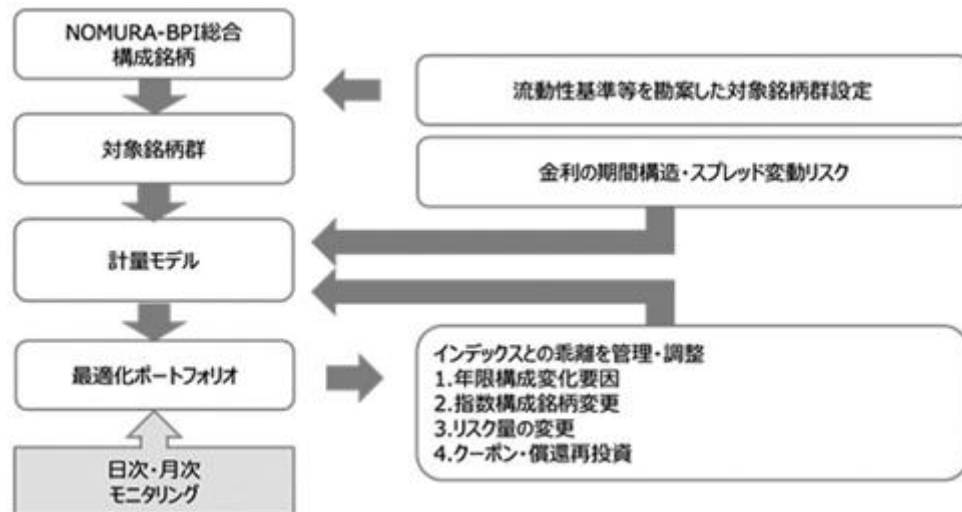 NOMURA-BPI総合
構成銘柄
流動性基準等を勘案した対象銘柄群設定
対象銘柄群
金利の期間構造・スプレッド変動リスク
計量モデル
最適化ポートフォリオ
インデックスとの乖離を管理・調整
1.年限構成変化要因
2.指数構成銘柄変更
3.リスク量の変更
4.クーポン・償還再投資
日次・月次
モニタリング